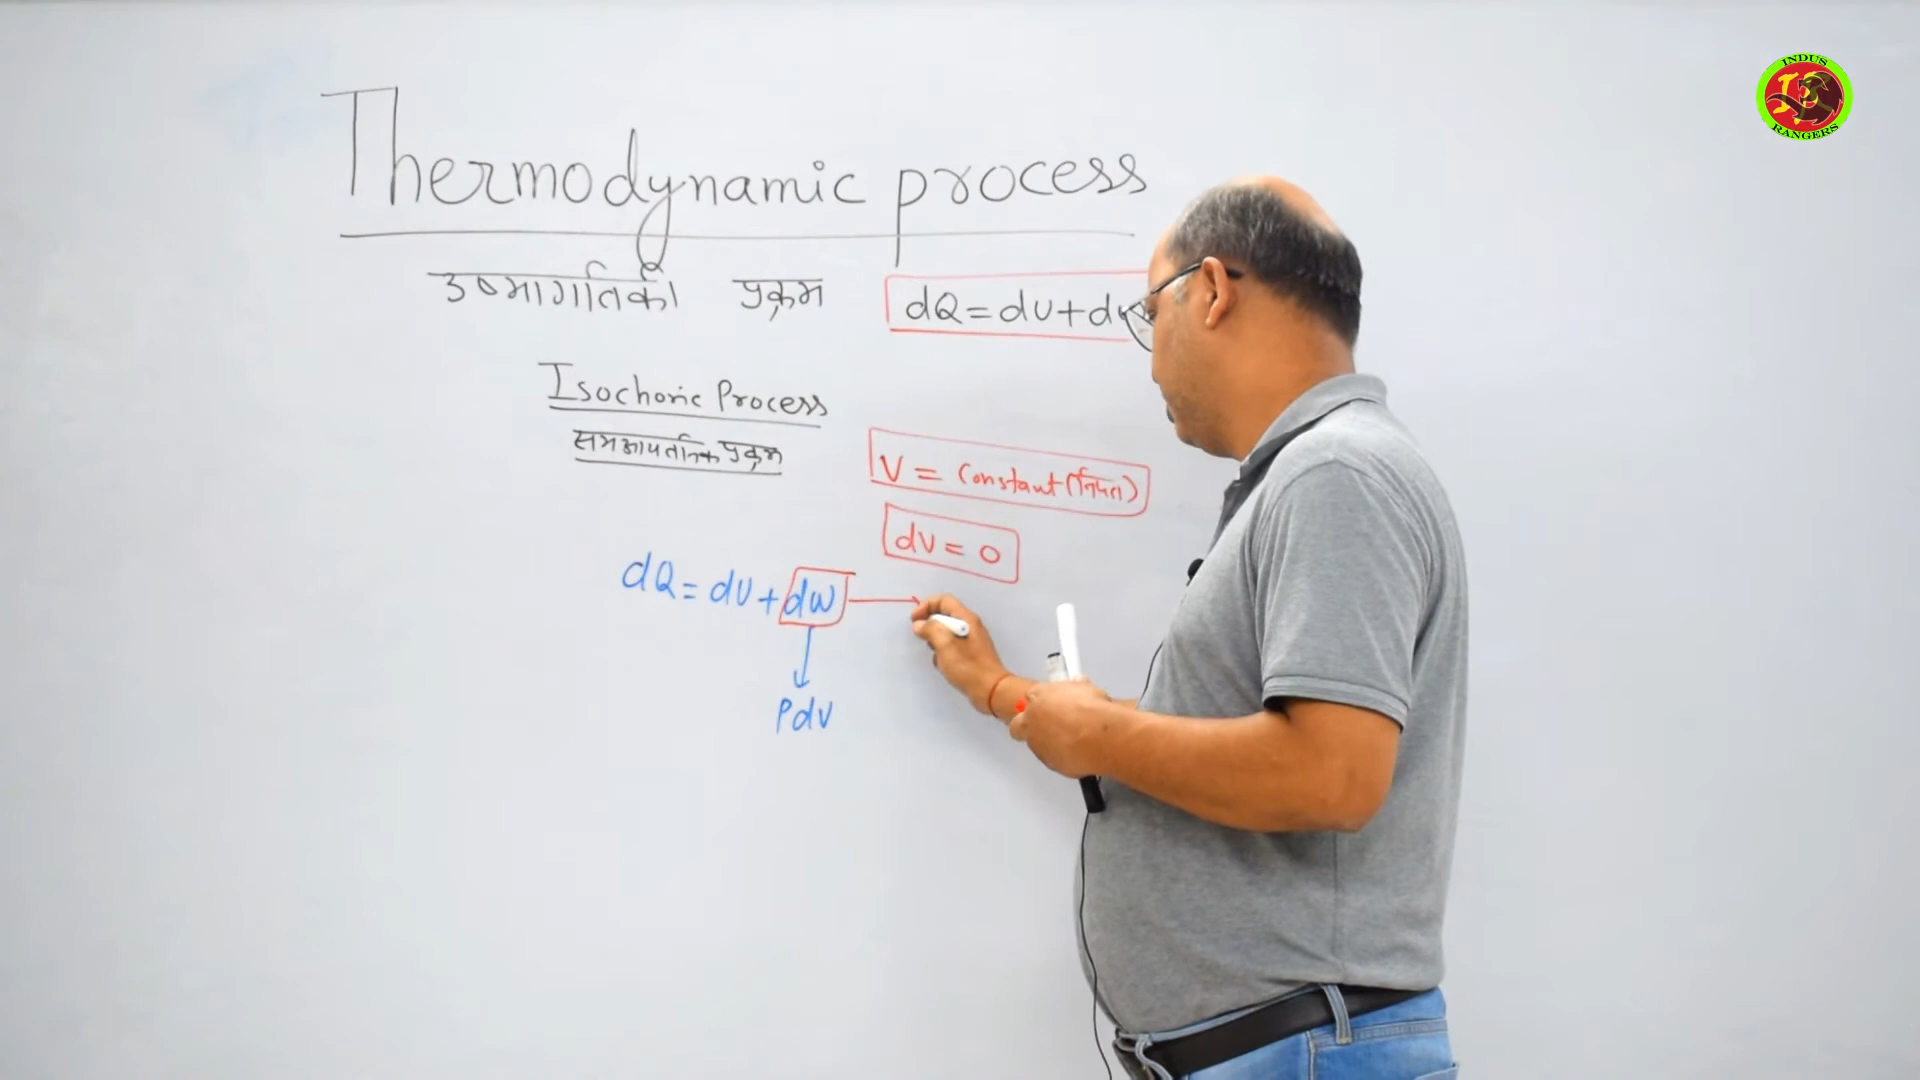 INDUS
IR
RANGERS
Thermodynamic process
उष्मागतिकी प्रक्रम
dQ = dU + dW
Isochoric Process
समआयतनिक प्रक्रम
V = Constant (नियत)
dV = 0
dQ = dU + dW
PdV